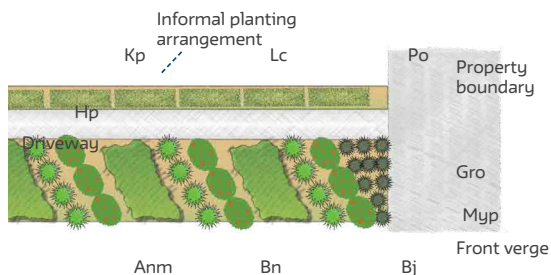 Informal planting
arrangement
Kp
Lc
Po
Property
boundary
Hp
Driveway
Gro
Myp
Front verge
Anm
Bn
Bj